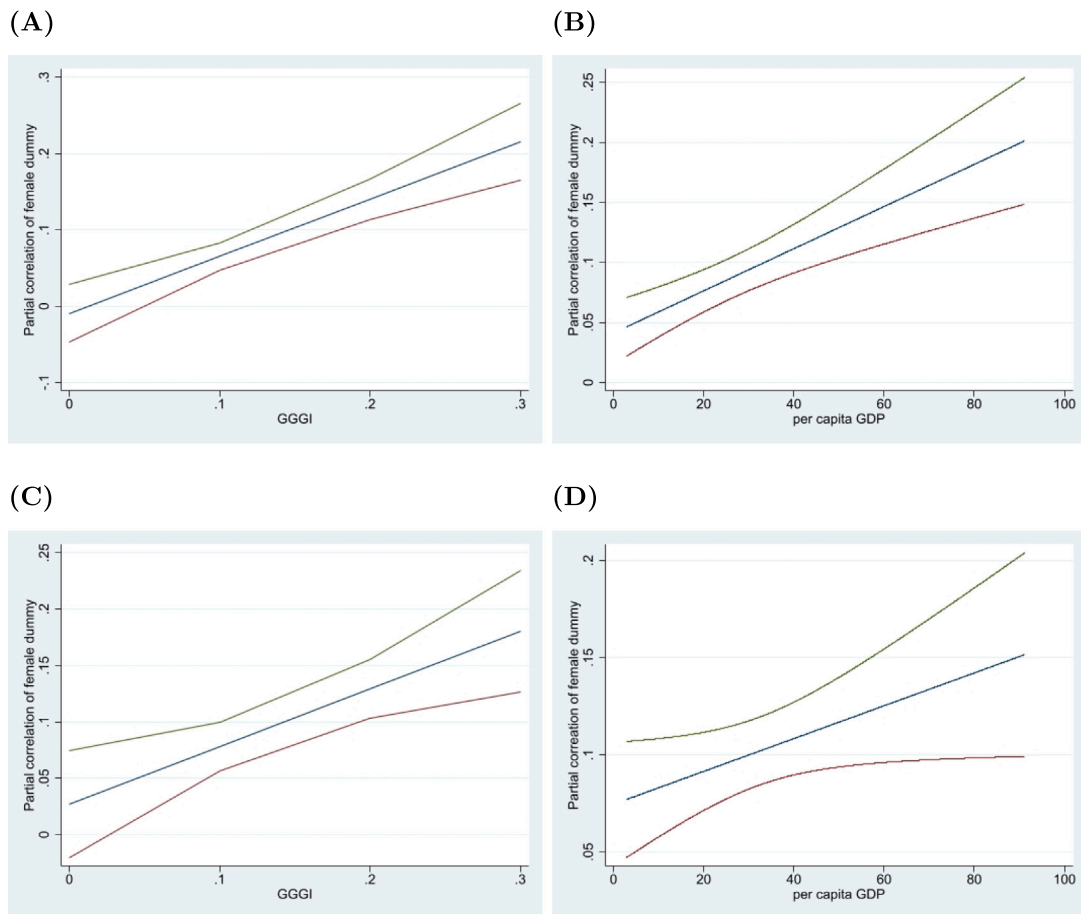 (A)
Partial correlation of female dummy
.3
.2
.1
0
-.1
0 .1 .2 .3
GGGI
(B)
Partial correlation of female dummy
.25
.2
.15
.1
.05
0
0 20 40 60 80 100
per capita GDP
(C)
Partial correlation of female dummy
.25
.2
.15
.1
.05
0
0 .1 .2 .3
GGGI
(D)
Partial correation of female dummy
.2
.15
.1
.05
0 20 40 60 80 100
per capita GDP